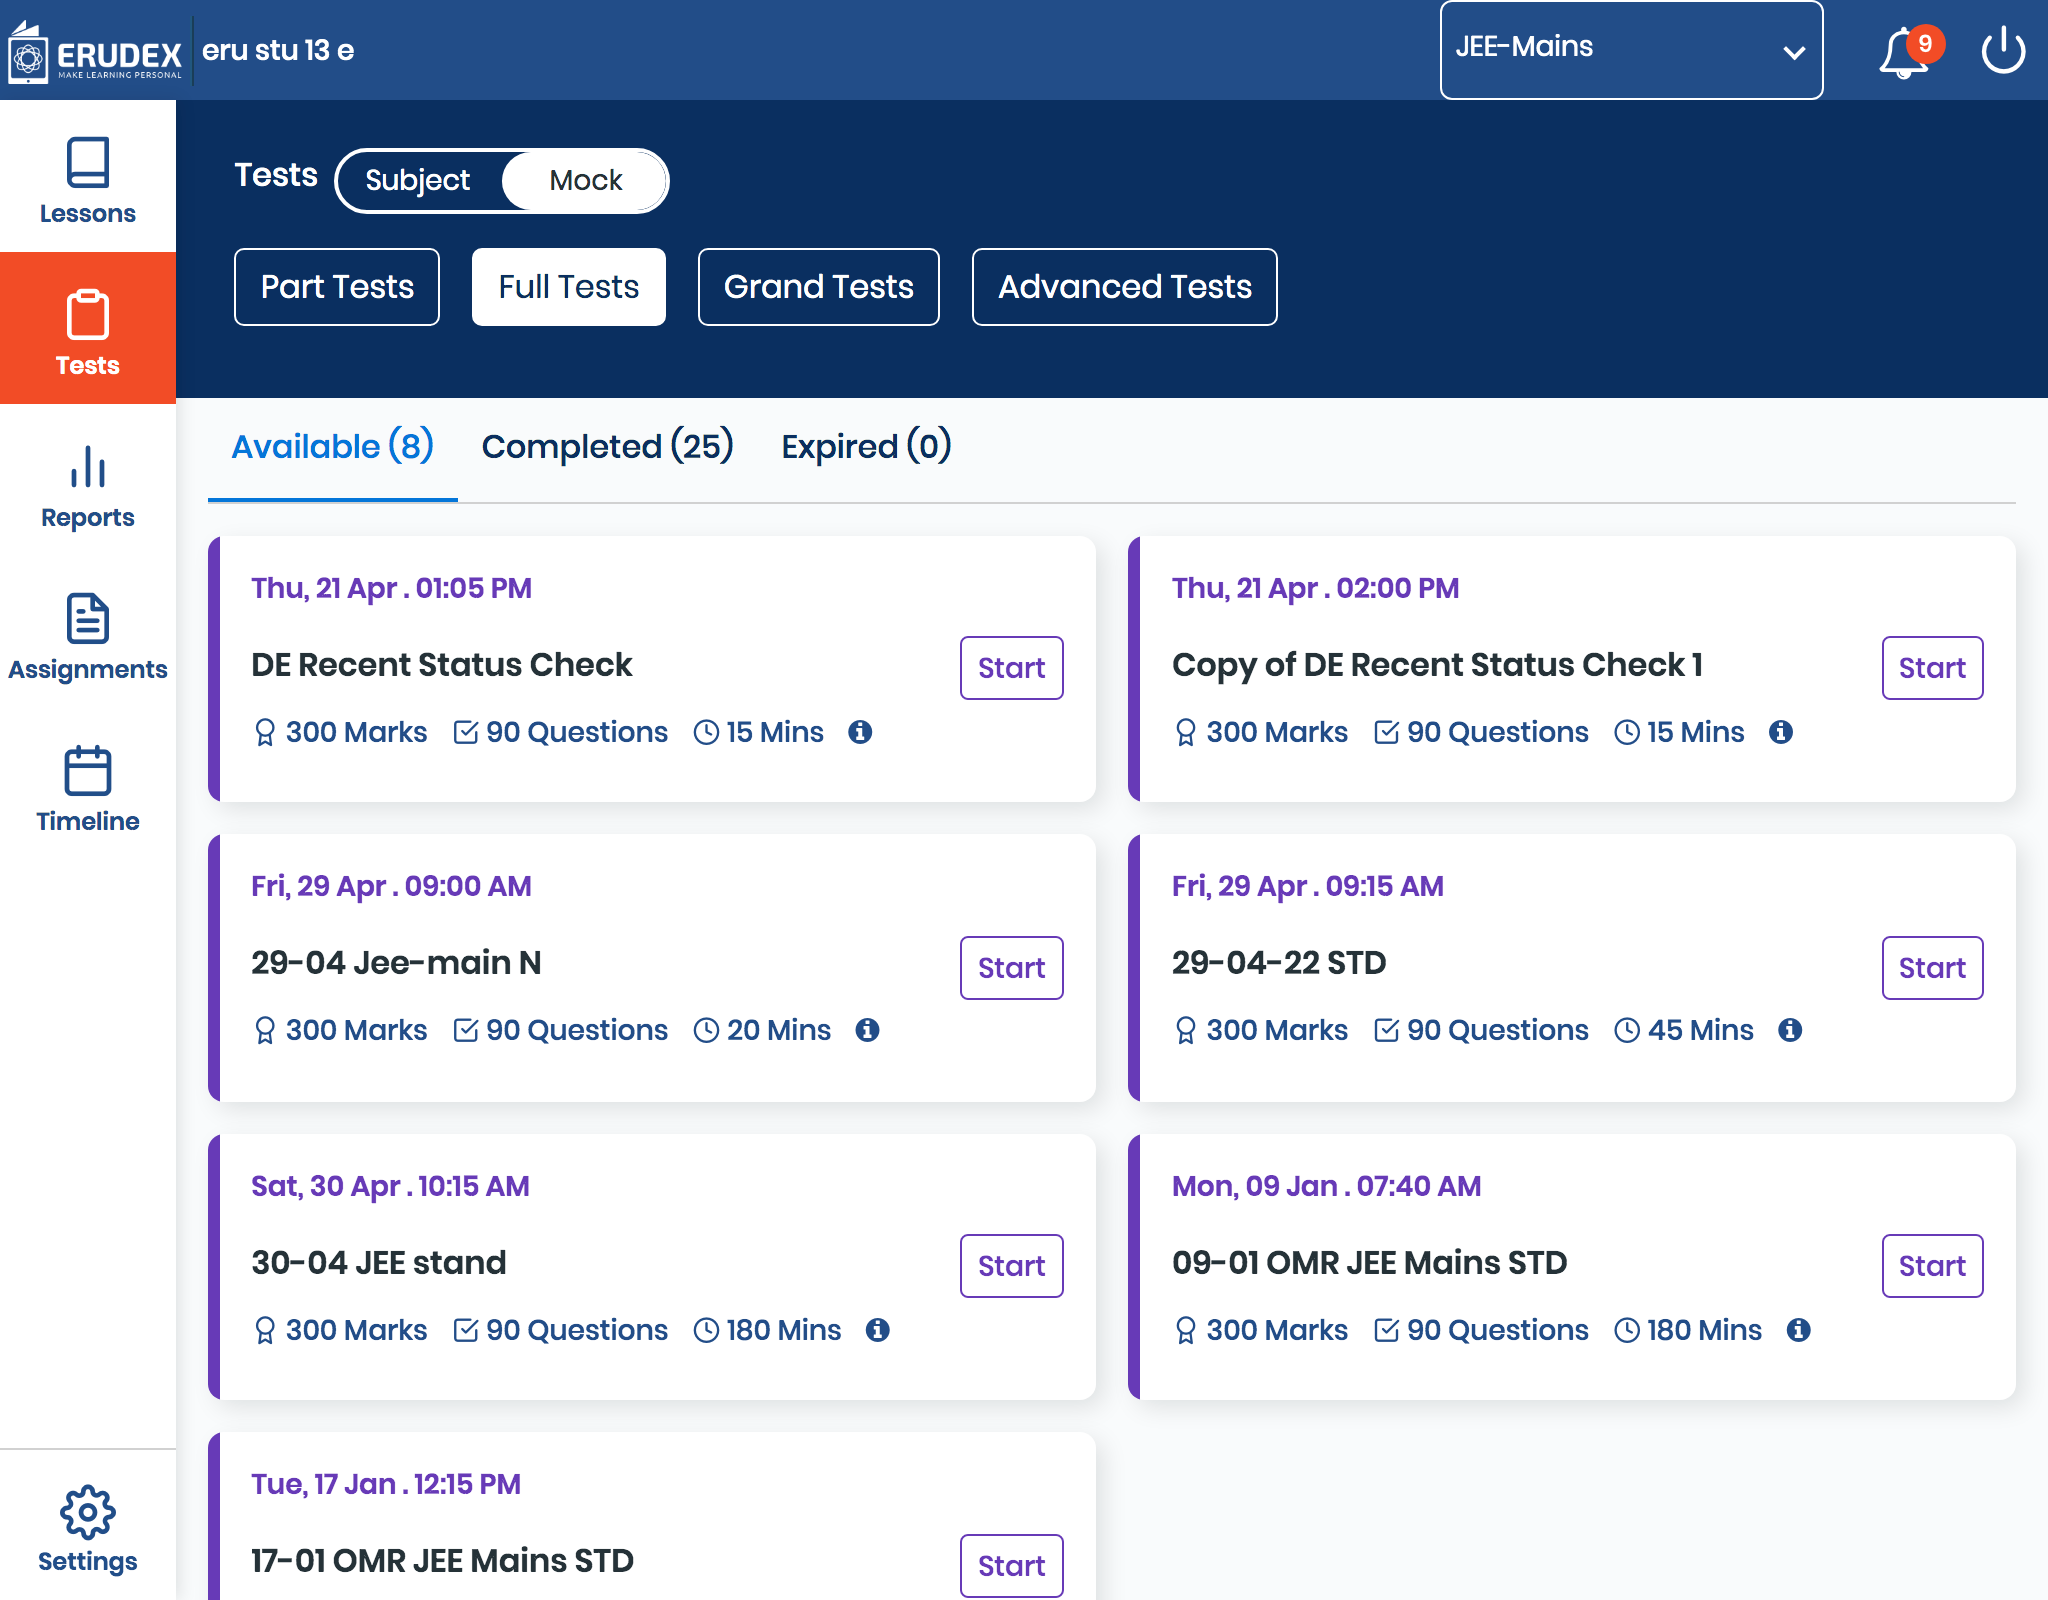 ERUDEX
MAKE LEARNING PERSONAL
eru stu 13 e
JEE-Mains
9
Lessons
Tests
Reports
Assignments
Timeline
Settings
Tests
Subject
Mock
Part Tests
Full Tests
Grand Tests
Advanced Tests
Available (8)
Completed (25)
Expired (0)
Thu, 21 Apr . 01:05 PM
DE Recent Status Check
Start
300 Marks 90 Questions 15 Mins
Thu, 21 Apr . 02:00 PM
Copy of DE Recent Status Check 1
Start
300 Marks 90 Questions 15 Mins
Fri, 29 Apr . 09:00 AM
29-04 Jee-main N
Start
300 Marks 90 Questions 20 Mins
Fri, 29 Apr . 09:15 AM
29-04-22 STD
Start
300 Marks 90 Questions 45 Mins
Sat, 30 Apr . 10:15 AM
30-04 JEE stand
Start
300 Marks 90 Questions 180 Mins
Mon, 09 Jan . 07:40 AM
09-01 OMR JEE Mains STD
Start
300 Marks 90 Questions 180 Mins
Tue, 17 Jan . 12:15 PM
17-01 OMR JEE Mains STD
Start